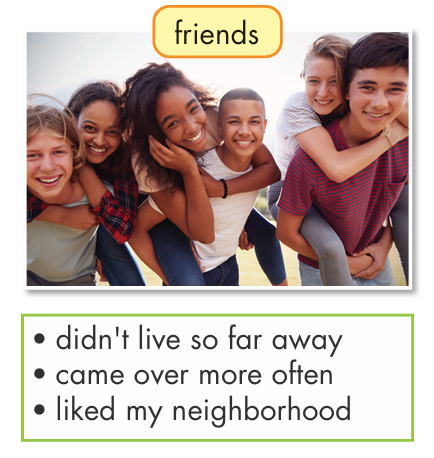 friends
• didn't live so far away
• came over more often
• liked my neighborhood